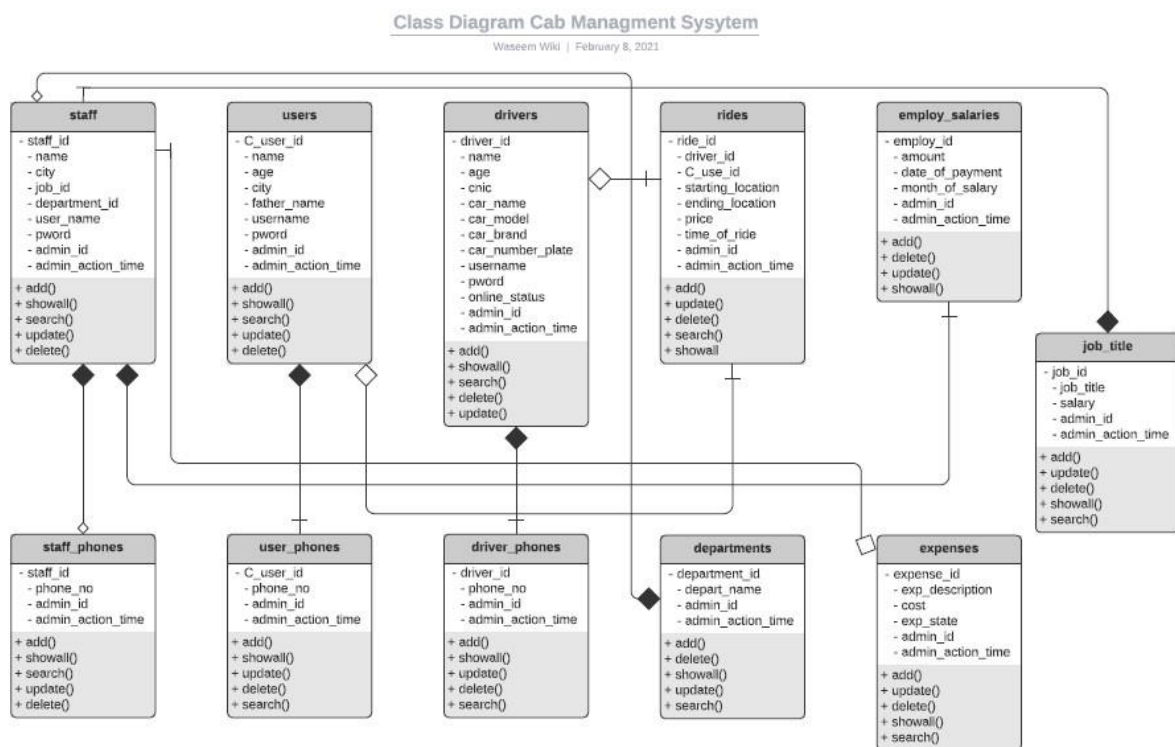 Class Diagram Cab Managment Sysytem
Waseem Wiki | February 8, 2021
staff
- staff_id
- name
- city
- job_id
- department_id
- user_name
- pword
- admin_id
- admin_action_time
+ add()
+ showall()
+ search()
+ update()
+ delete()
users
- C_user_id
- name
- age
- city
- father_name
- username
- pword
- admin_id
- admin_action_time
+ add()
+ showall()
+ search()
+ update()
+ delete()
drivers
- driver_id
- name
- age
- cnic
- car_name
- car_model
- car_brand
- car_number_plate
- username
- pword
- online_status
- admin_id
- admin_action_time
+ add()
+ showall()
+ search()
+ delete()
+ update()
rides
- ride_id
- driver_id
- C_use_id
- starting_location
- ending_location
- price
- time_of_ride
- admin_id
- admin_action_time
+ add()
+ update()
+ delete()
+ search()
+ showall
employ_salaries
- employ_id
- amount
- date_of_payment
- month_of_salary
- admin_id
- admin_action_time
+ add()
+ delete()
+ update()
+ showall()
job_title
- job_id
- job_title
- salary
- admin_id
- admin_action_time
+ add()
+ update()
+ delete()
+ showall()
+ search()
staff_phones
- staff_id
- phone_no
- admin_id
- admin_action_time
+ add()
+ showall()
+ search()
+ update()
+ delete()
user_phones
- C_user_id
- phone_no
- admin_id
- admin_action_time
+ add()
+ showall()
+ update()
+ delete()
+ search()
driver_phones
- driver_id
- phone_no
- admin_id
- admin_action_time
+ add()
+ showall()
+ update()
+ delete()
+ search()
departments
- department_id
- depart_name
- admin_id
- admin_action_time
+ add()
+ delete()
+ showall()
+ update()
+ search()
expenses
- expense_id
- exp_description
- cost
- exp_state
- admin_id
- admin_action_time
+ add()
+ update()
+ delete()
+ showall()
+ search()